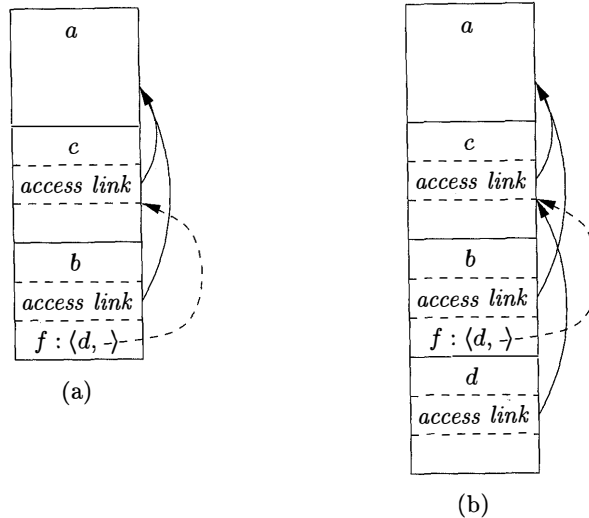 a
c
access link
b
access link
f : ⟨d, -⟩
(a)
a
c
access link
b
access link
f : ⟨d, -⟩
d
access link
(b)